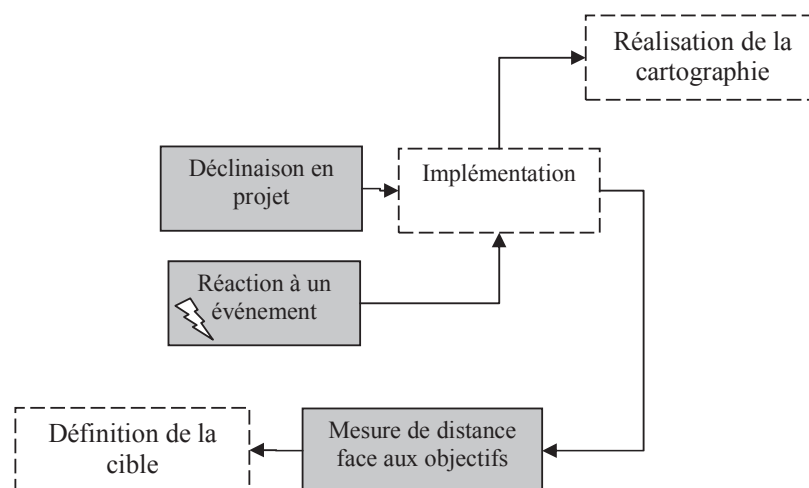 Réalisation de la
cartographie
Déclinaison en
projet
Implémentation
Réaction à un
événement
Définition de la
cible
Mesure de distance
face aux objectifs